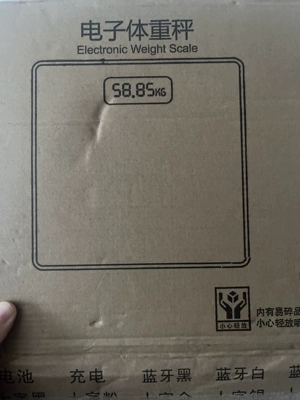 电子体重秤
Electronic Weight Scale
58.85KG
内有易碎品
小心轻放
小心轻放
电池 充电 蓝牙黑 蓝牙白